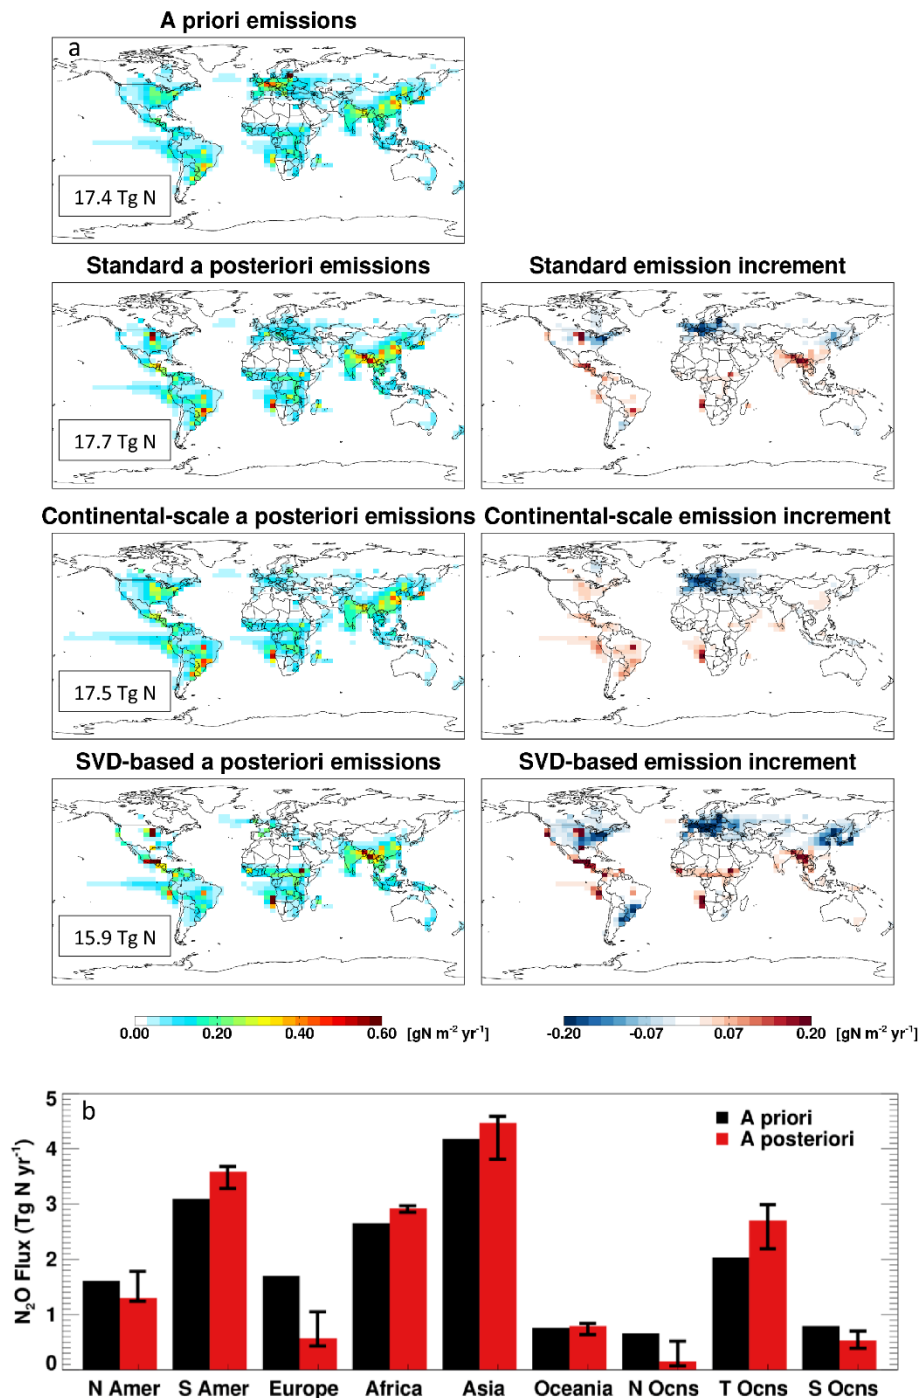 A priori emissions
a
17.4 Tg N
Standard a posteriori emissions
Standard emission increment
17.7 Tg N
Continental-scale a posteriori emissions
Continental-scale emission increment
17.5 Tg N
SVD-based a posteriori emissions
SVD-based emission increment
15.9 Tg N
0.00 0.20 0.40 0.60 [gN m⁻² yr⁻¹]
-0.20 -0.07 0.07 0.20 [gN m⁻² yr⁻¹]
b
A priori
A posteriori
N₂O Flux (Tg N yr⁻¹)
5
4
3
2
1
0
N Amer S Amer Europe Africa Asia Oceania N Ocns T Ocns S Ocns